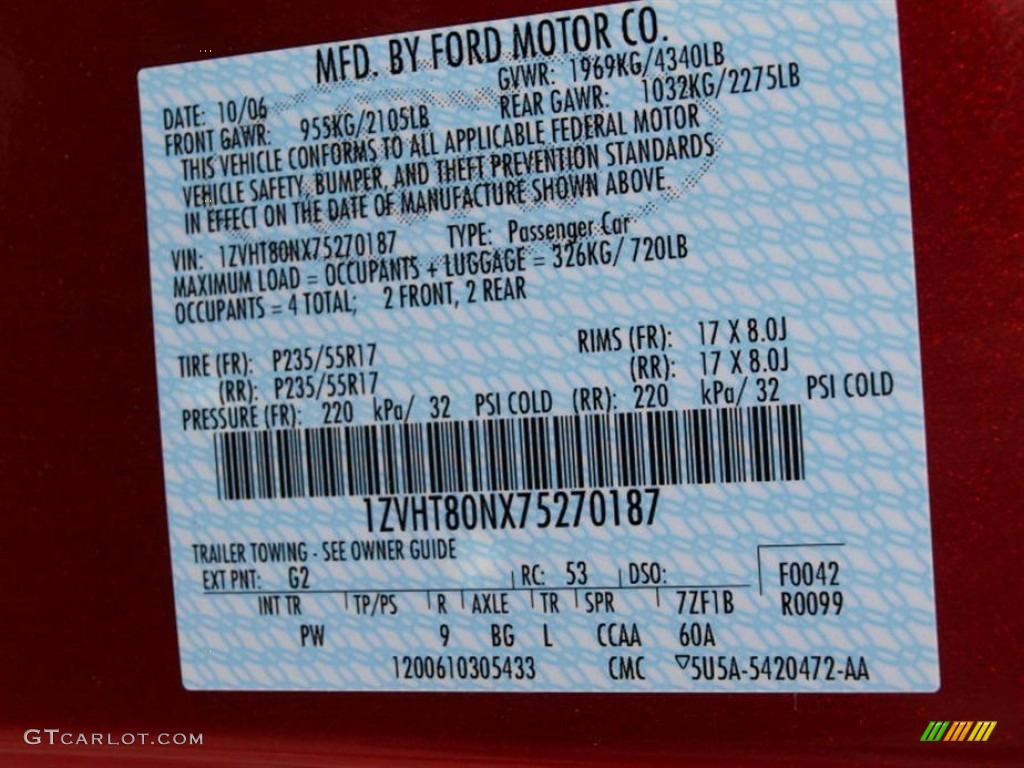 MFD. BY FORD MOTOR CO.
DATE: 10/06 GVWR: 1969KG/4340LB
FRONT GAWR: 955KG/2105LB REAR GAWR: 1032KG/2275LB
THIS VEHICLE CONFORMS TO ALL APPLICABLE FEDERAL MOTOR
VEHICLE SAFETY, BUMPER, AND THEFT PREVENTION STANDARDS
IN EFFECT ON THE DATE OF MANUFACTURE SHOWN ABOVE.
VIN: 1ZVHT80NX75270187 TYPE: Passenger Car
MAXIMUM LOAD = OCCUPANTS + LUGGAGE = 326KG/ 720LB
OCCUPANTS = 4 TOTAL; 2 FRONT, 2 REAR
TIRE (FR): P235/55R17 RIMS (FR): 17 X 8.0J
(RR): P235/55R17 (RR): 17 X 8.0J
PRESSURE (FR): 220 kPa/ 32 PSI COLD (RR): 220 kPa/ 32 PSI COLD
1ZVHT80NX75270187
TRAILER TOWING - SEE OWNER GUIDE
EXT PNT: G2 RC: 53 DSO: F0042
INT TR TP/PS R AXLE TR SPR 7ZF1B R0099
PW 9 BG L CCAA 60A
1200610305433 CMC ▽5U5A-5420472-AA
GTCARLOT.COM